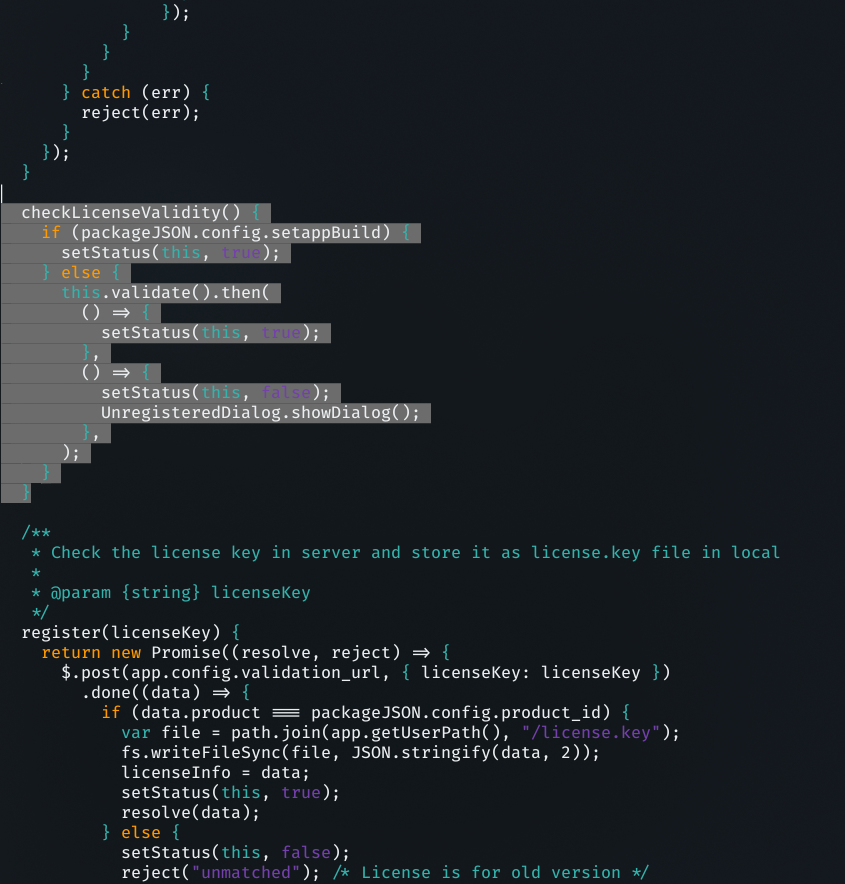 });
            }
          }
        }
      } catch (err) {
        reject(err);
      }
    });
  }

  checkLicenseValidity() {
    if (packageJSON.config.setappBuild) {
      setStatus(this, true);
    } else {
      this.validate().then(
        () => {
          setStatus(this, true);
        },
        () => {
          setStatus(this, false);
          UnregisteredDialog.showDialog();
        },
      );
    }
  }

  /**
   * Check the license key in server and store it as license.key file in local
   *
   * @param {string} licenseKey
   */
  register(licenseKey) {
    return new Promise((resolve, reject) => {
      $.post(app.config.validation_url, { licenseKey: licenseKey })
        .done((data) => {
          if (data.product === packageJSON.config.product_id) {
            var file = path.join(app.getUserPath(), "/license.key");
            fs.writeFileSync(file, JSON.stringify(data, 2));
            licenseInfo = data;
            setStatus(this, true);
            resolve(data);
          } else {
            setStatus(this, false);
            reject("unmatched"); /* License is for old version */